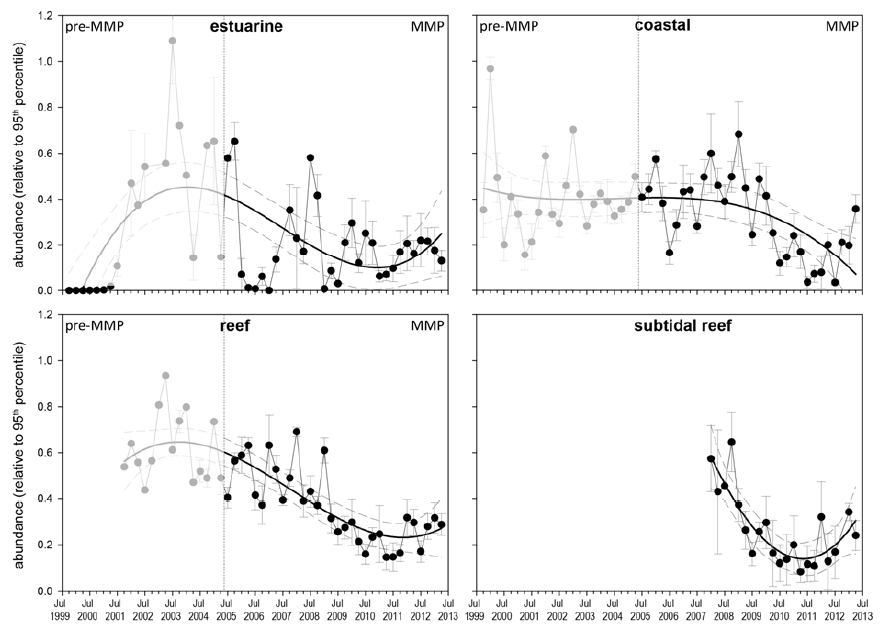 pre-MMP estuarine MMP
pre-MMP coastal MMP
abundance (relative to 95th percentile)
1.2
1.0
0.8
0.6
0.4
0.2
0.0
pre-MMP reef MMP
subtidal reef
abundance (relative to 95th percentile)
1.2
1.0
0.8
0.6
0.4
0.2
0.0
Jul Jul Jul Jul Jul Jul Jul Jul Jul Jul Jul Jul Jul Jul Jul
1999 2000 2001 2002 2003 2004 2005 2006 2007 2008 2009 2010 2011 2012 2013
Jul Jul Jul Jul Jul Jul Jul Jul Jul Jul Jul Jul Jul Jul Jul
1999 2000 2001 2002 2003 2004 2005 2006 2007 2008 2009 2010 2011 2012 2013